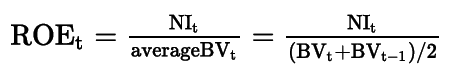 ROE_t = NI_t / averageBV_t = NI_t / ((BV_t+BV_{t−1})/2)